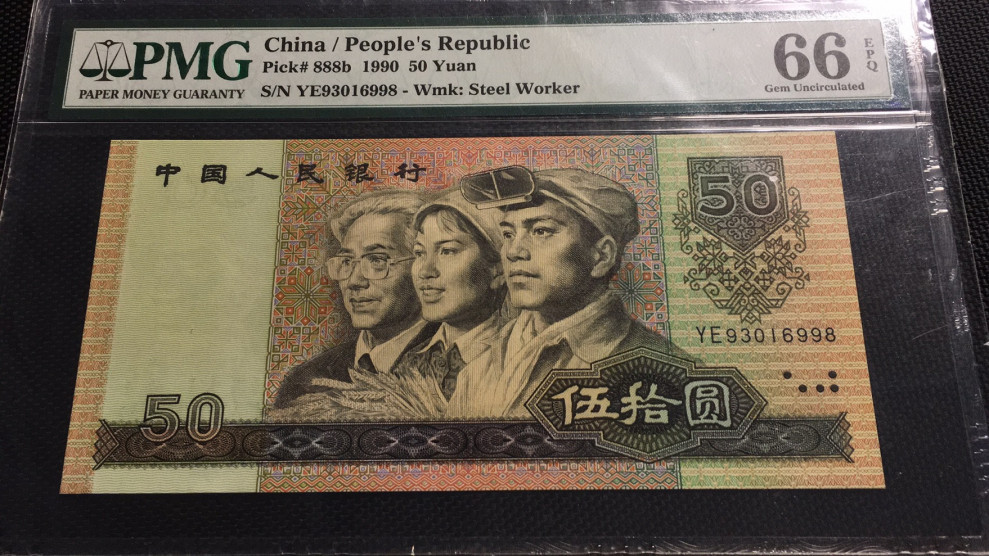 PMG
PAPER MONEY GUARANTY
China / People's Republic
Pick# 888b 1990 50 Yuan
S/N YE93016998 - Wmk: Steel Worker
66 EPQ
Gem Uncirculated
中国人民银行
50
YE93016998
50
伍拾圆